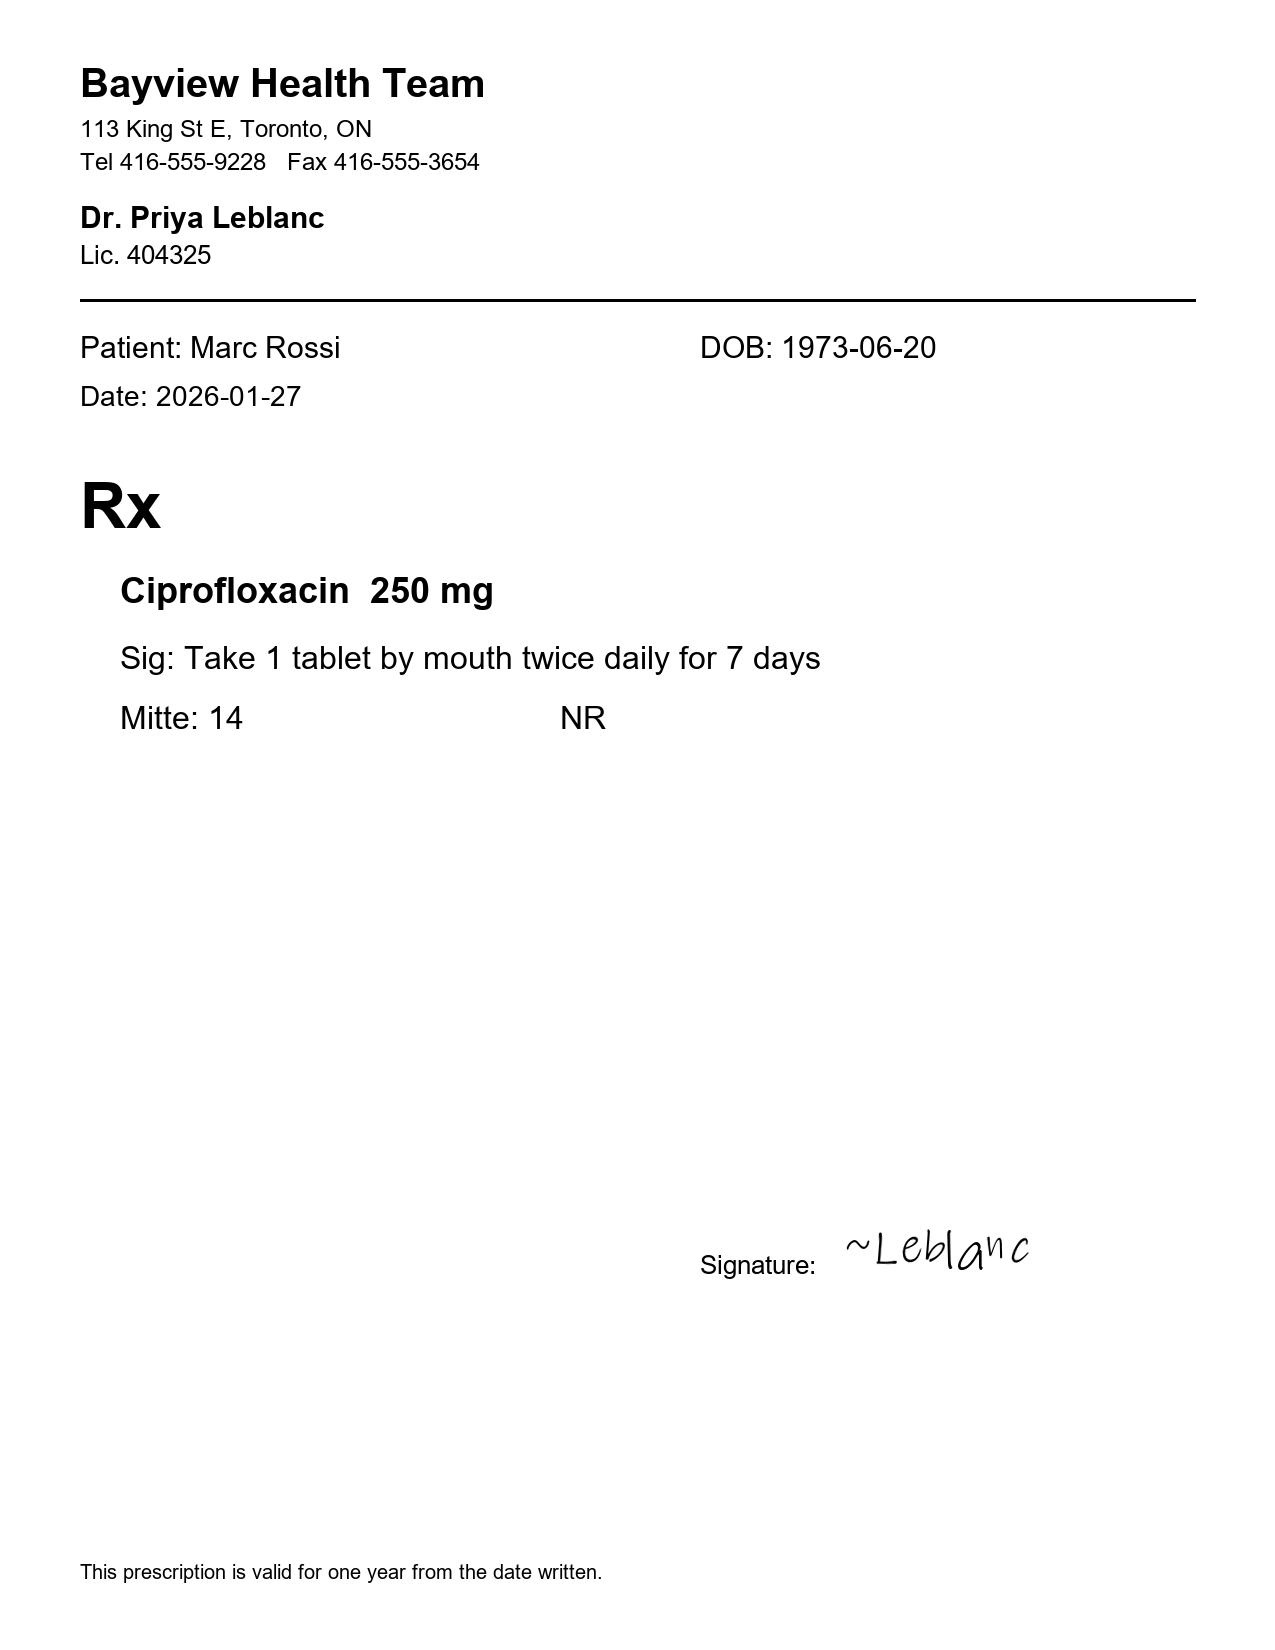 Bayview Health Team
113 King St E, Toronto, ON
Tel 416-555-9228 Fax 416-555-3654
Dr. Priya Leblanc
Lic. 404325
Patient: Marc Rossi DOB: 1973-06-20
Date: 2026-01-27
Rx
Ciprofloxacin 250 mg
Sig: Take 1 tablet by mouth twice daily for 7 days
Mitte: 14 NR
Signature: ~Leblanc
This prescription is valid for one year from the date written.